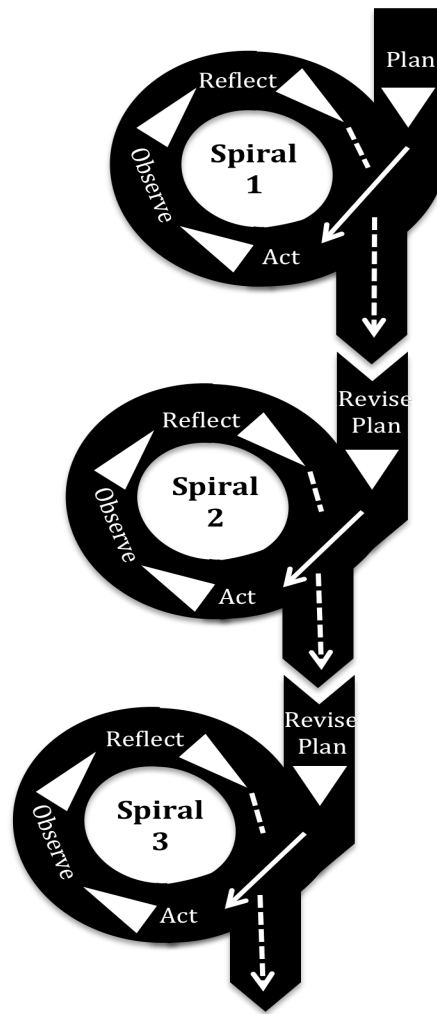 Plan
Reflect
Spiral
1
Observe
Act
Revise
Plan
Reflect
Spiral
2
Observe
Act
Revise
Plan
Reflect
Spiral
3
Observe
Act